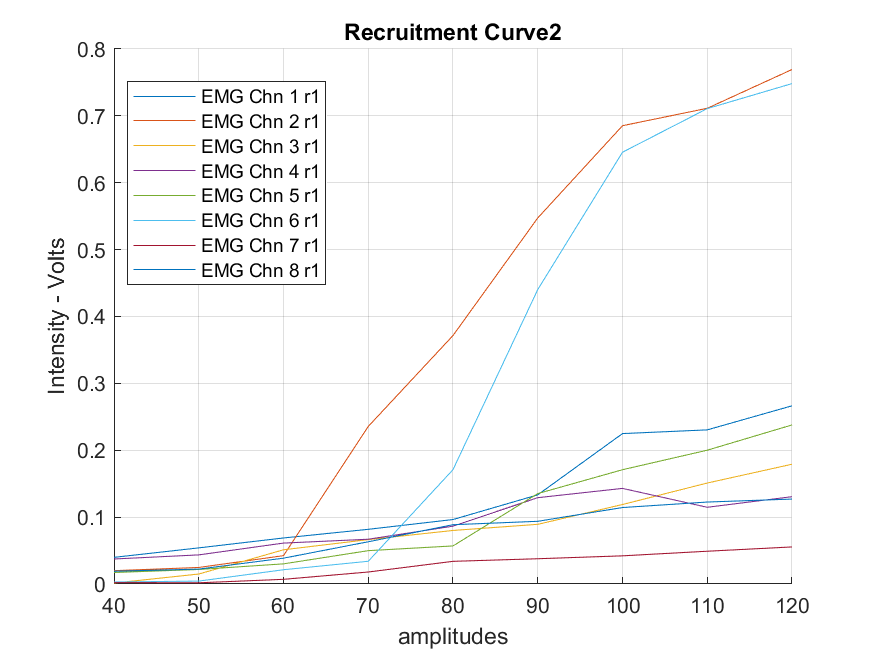 Recruitment Curve2
0.8
0.7
0.6
0.5
0.4
0.3
0.2
0.1
0
Intensity - Volts
EMG Chn 1 r1
EMG Chn 2 r1
EMG Chn 3 r1
EMG Chn 4 r1
EMG Chn 5 r1
EMG Chn 6 r1
EMG Chn 7 r1
EMG Chn 8 r1
40 50 60 70 80 90 100 110 120
amplitudes